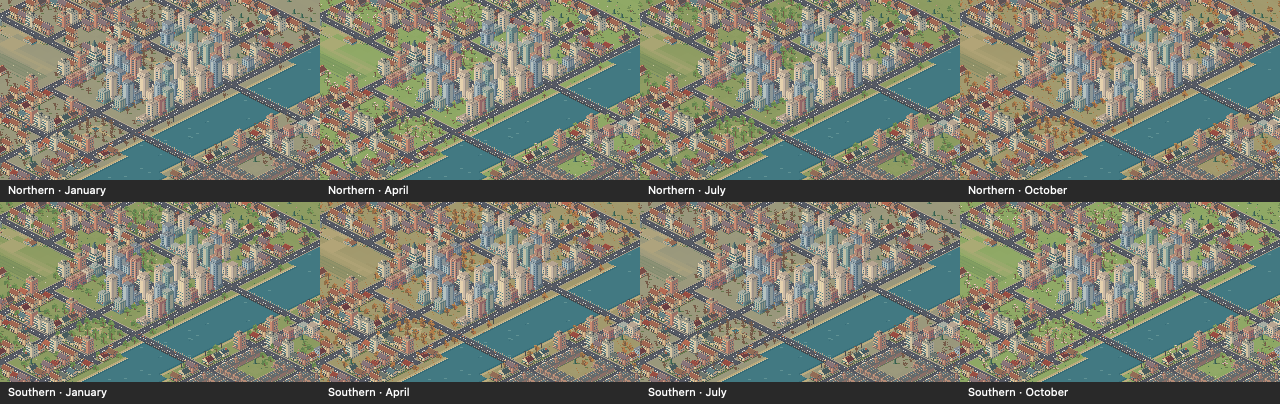 Northern · January
Northern · April
Northern · July
Northern · October
Southern · January
Southern · April
Southern · July
Southern · October